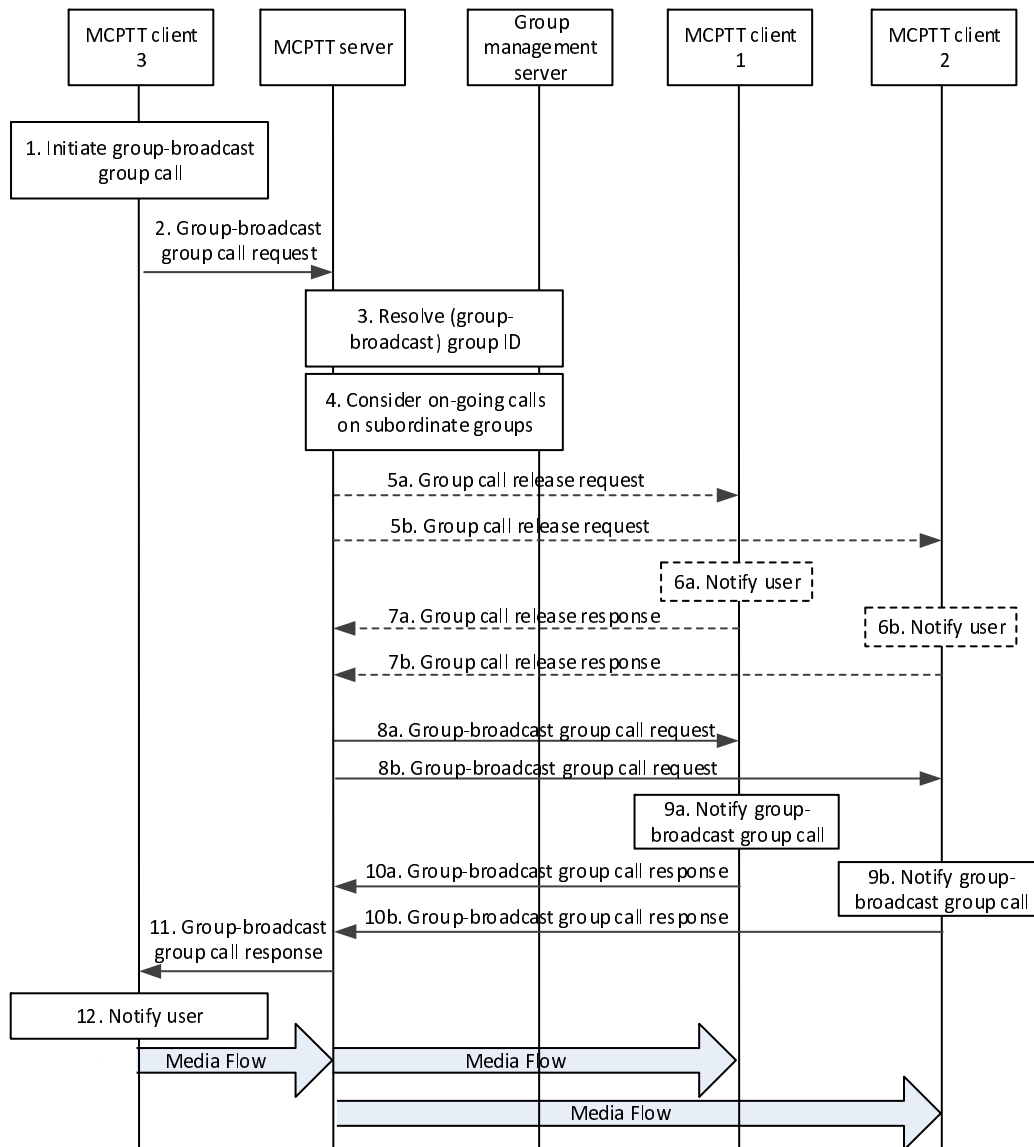 MCPTT client
3
MCPTT server
Group
management
server
MCPTT client
1
MCPTT client
2
1. Initiate group-broadcast
group call
2. Group-broadcast
group call request
3. Resolve (group-
broadcast) group ID
4. Consider on-going calls
on subordinate groups
5a. Group call release request
5b. Group call release request
6a. Notify user
7a. Group call release response
6b. Notify user
7b. Group call release response
8a. Group-broadcast group call request
8b. Group-broadcast group call request
9a. Notify group-
broadcast group call
10a. Group-broadcast group call response
9b. Notify group-
broadcast group call
10b. Group-broadcast group call response
11. Group-broadcast
group call response
12. Notify user
Media Flow
Media Flow
Media Flow